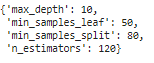 {'max_depth': 10,
'min_samples_leaf': 50,
'min_samples_split': 80,
'n_estimators': 120}